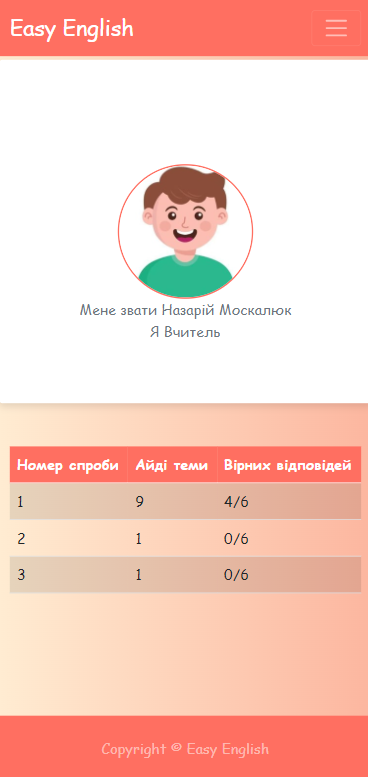 Easy English
Мене звати Назарій Москалюк
Я Вчитель
Номер спроби Айді теми Вірних відповідей
1 9 4/6
2 1 0/6
3 1 0/6
Copyright © Easy English